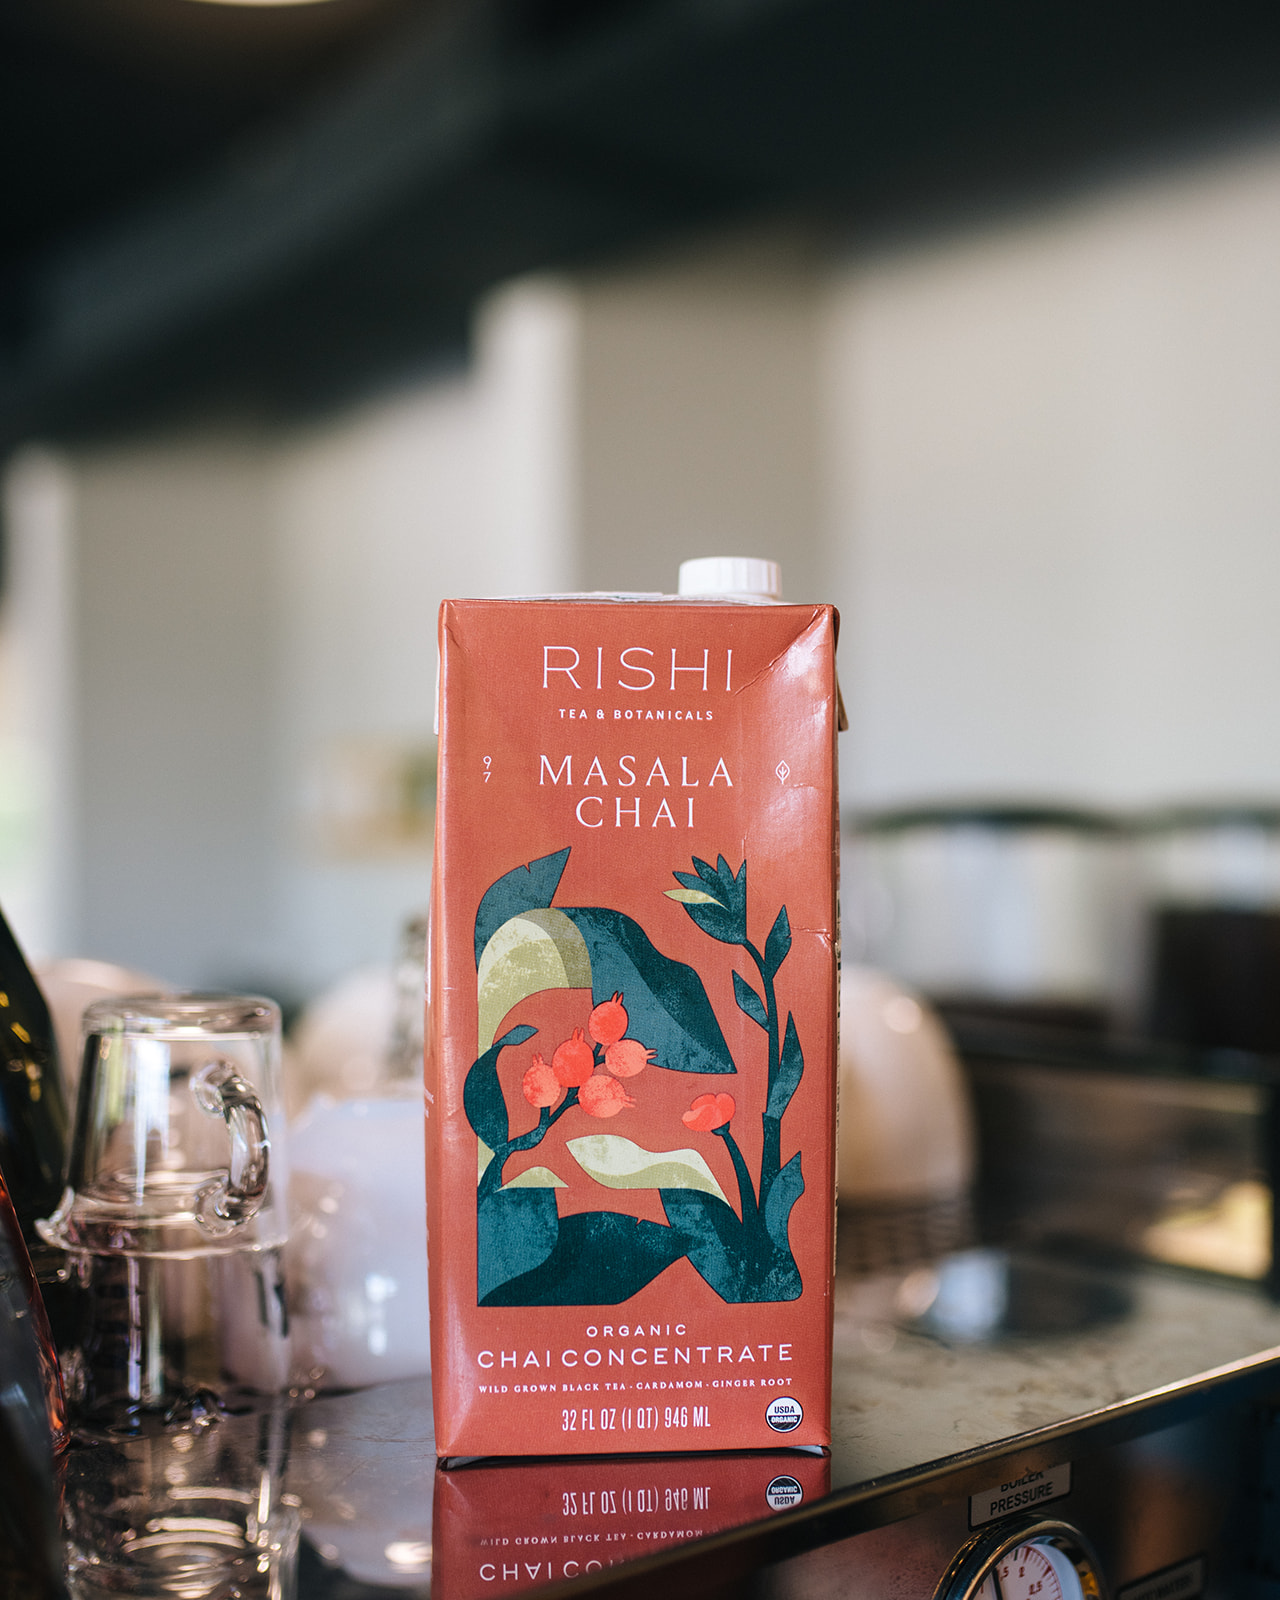 RISHI
TEA & BOTANICALS
97
MASALA
CHAI
ORGANIC
CHAI CONCENTRATE
WILD GROWN BLACK TEA · CARDAMOM · GINGER ROOT
32 FL OZ (1 QT) 946 ML
USDA
ORGANIC
BOILER
PRESSURE